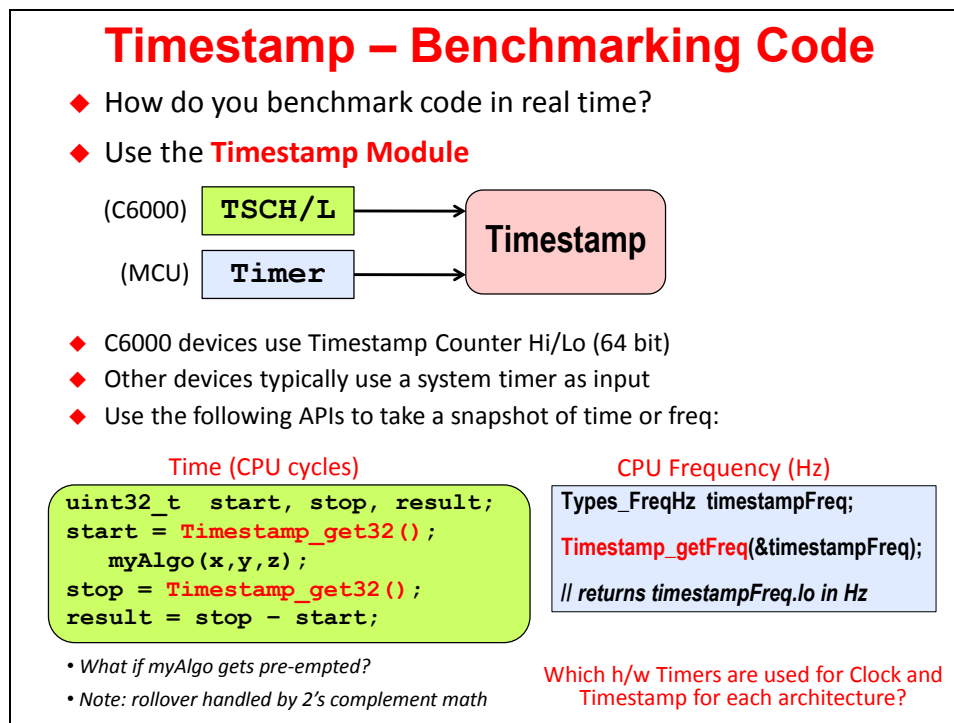 Timestamp – Benchmarking Code
◆ How do you benchmark code in real time?
◆ Use the Timestamp Module
(C6000) TSCH/L
Timestamp
(MCU) Timer
◆ C6000 devices use Timestamp Counter Hi/Lo (64 bit)
◆ Other devices typically use a system timer as input
◆ Use the following APIs to take a snapshot of time or freq:
Time (CPU cycles)
uint32_t start, stop, result;
start = Timestamp_get32();
myAlgo(x,y,z);
stop = Timestamp_get32();
result = stop – start;
• What if myAlgo gets pre-empted?
• Note: rollover handled by 2’s complement math
CPU Frequency (Hz)
Types_FreqHz timestampFreq;
Timestamp_getFreq(&timestampFreq);
// returns timestampFreq.lo in Hz
Which h/w Timers are used for Clock and
Timestamp for each architecture?